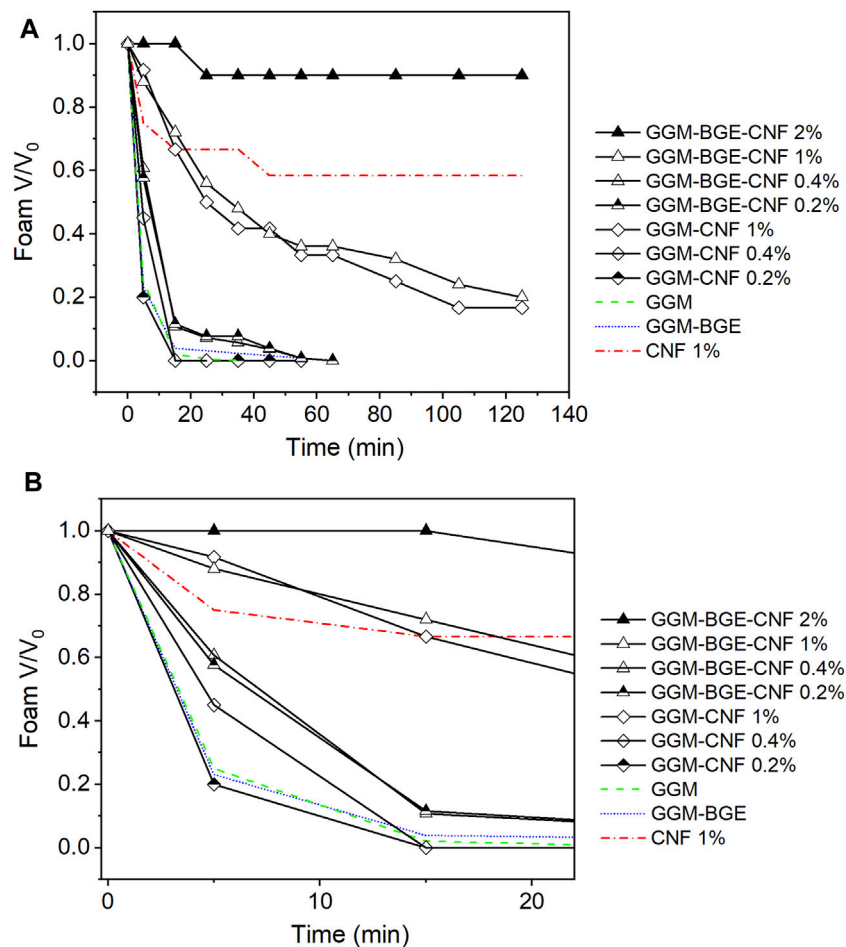 A
Foam V/V0
1.0
0.8
0.6
0.4
0.2
0.0
0 20 40 60 80 100 120 140
Time (min)
GGM-BGE-CNF 2%
GGM-BGE-CNF 1%
GGM-BGE-CNF 0.4%
GGM-BGE-CNF 0.2%
GGM-CNF 1%
GGM-CNF 0.4%
GGM-CNF 0.2%
GGM
GGM-BGE
CNF 1%
B
Foam V/V0
1.0
0.8
0.6
0.4
0.2
0.0
0 10 20
Time (min)
GGM-BGE-CNF 2%
GGM-BGE-CNF 1%
GGM-BGE-CNF 0.4%
GGM-BGE-CNF 0.2%
GGM-CNF 1%
GGM-CNF 0.4%
GGM-CNF 0.2%
GGM
GGM-BGE
CNF 1%